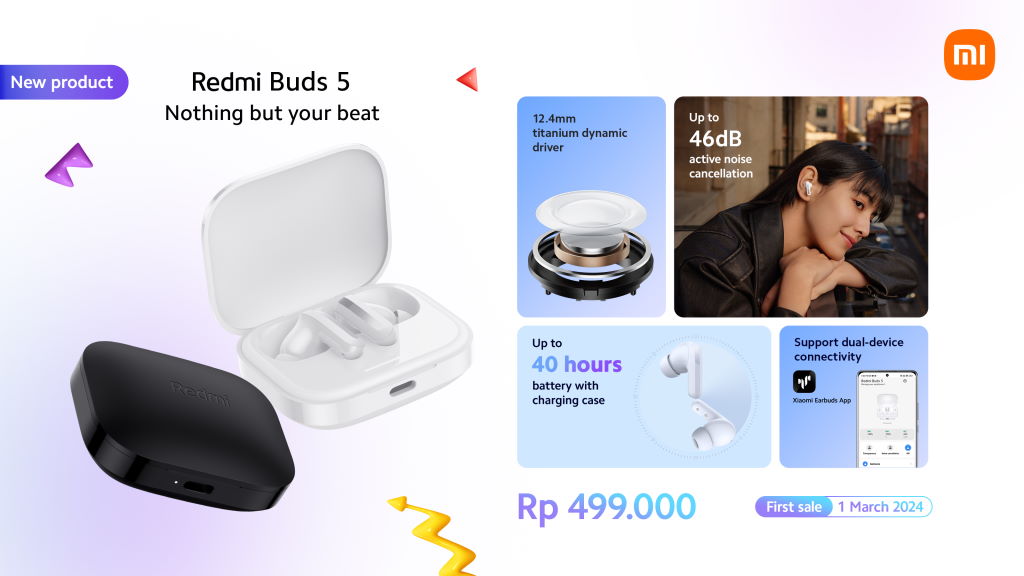 New product
Redmi Buds 5
Nothing but your beat
Redmi
12.4mm
titanium dynamic
driver
Up to
46dB
active noise
cancellation
Up to
40 hours
battery with
charging case
Support dual-device
connectivity
Xiaomi Earbuds App
Redmi Buds 5
Rp 499.000
First sale
1 March 2024